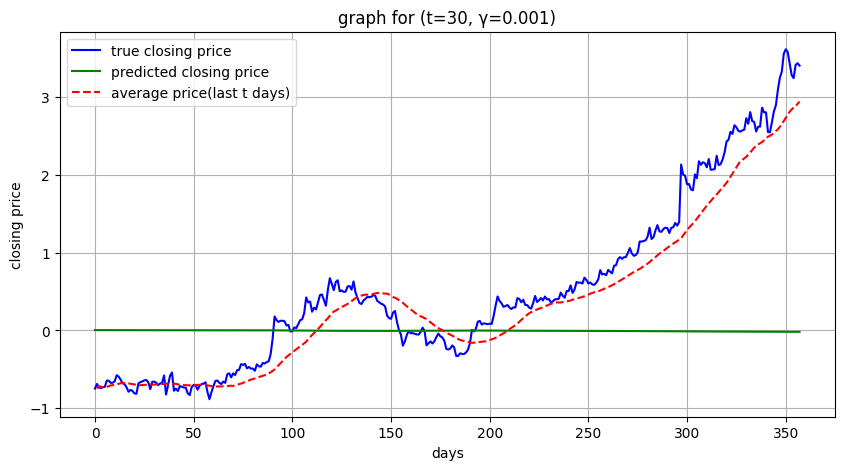 graph for (t=30, γ=0.001)
true closing price
predicted closing price
average price(last t days)
closing price
3
2
1
0
−1
0 50 100 150 200 250 300 350
days